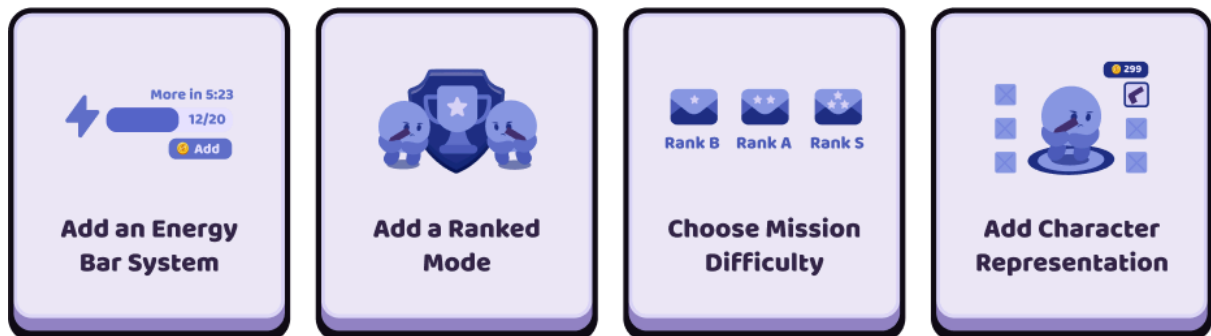 More in 5:23
12/20
Add
Add an Energy
Bar System
Add a Ranked
Mode
Rank B Rank A Rank S
Choose Mission
Difficulty
299
Add Character
Representation